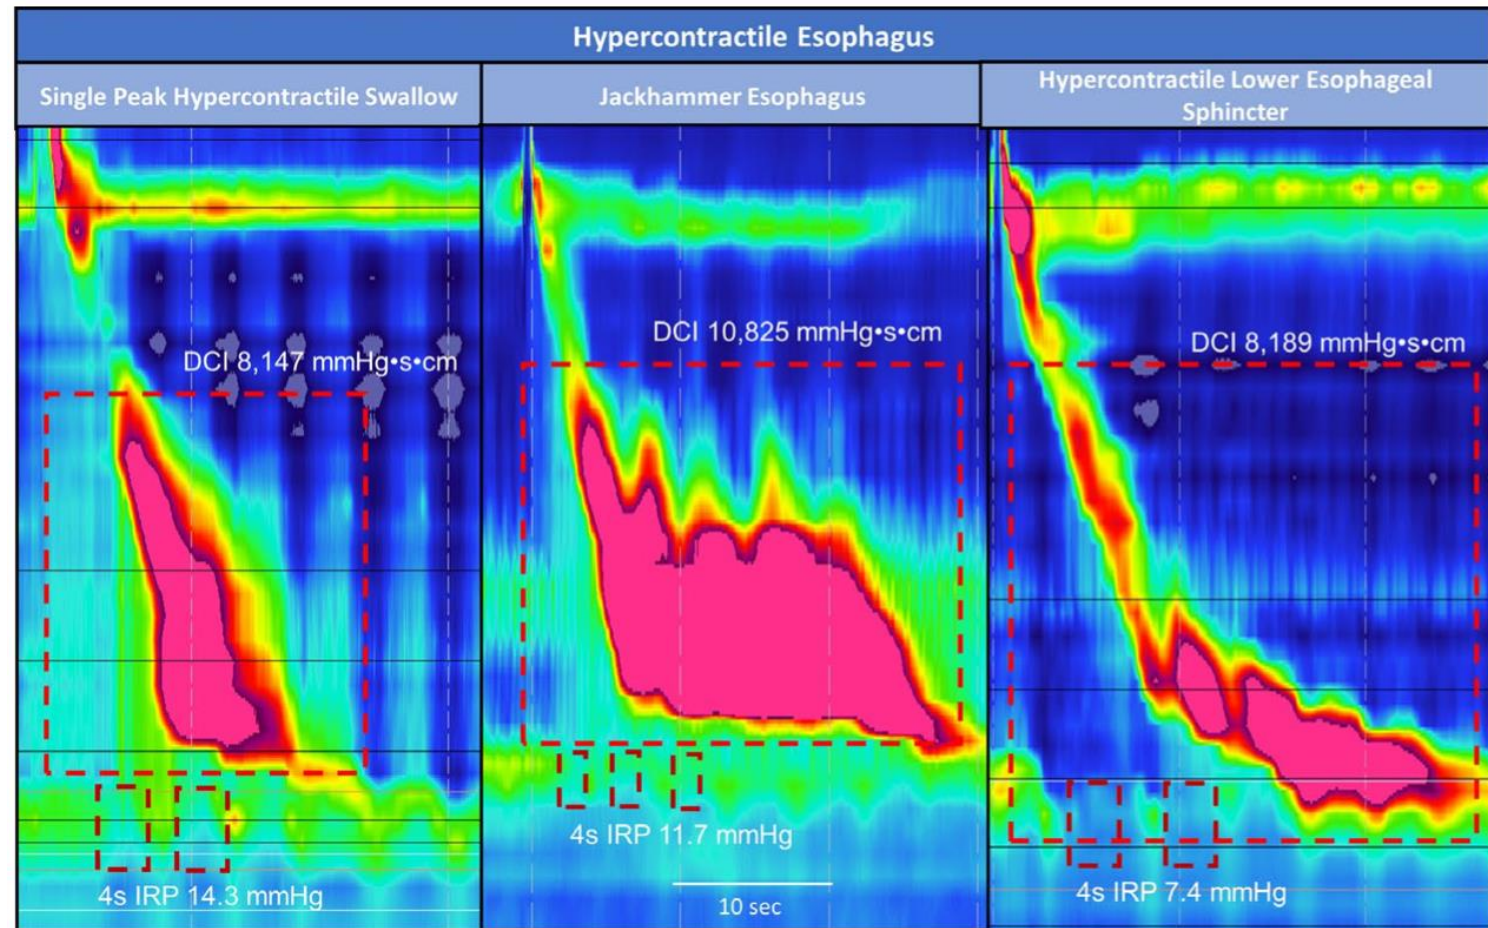 Hypercontractile Esophagus
Single Peak Hypercontractile Swallow
Jackhammer Esophagus
Hypercontractile Lower Esophageal
Sphincter
DCI 8,147 mmHg•s•cm
DCI 10,825 mmHg•s•cm
DCI 8,189 mmHg•s•cm
4s IRP 14.3 mmHg
4s IRP 11.7 mmHg
10 sec
4s IRP 7.4 mmHg